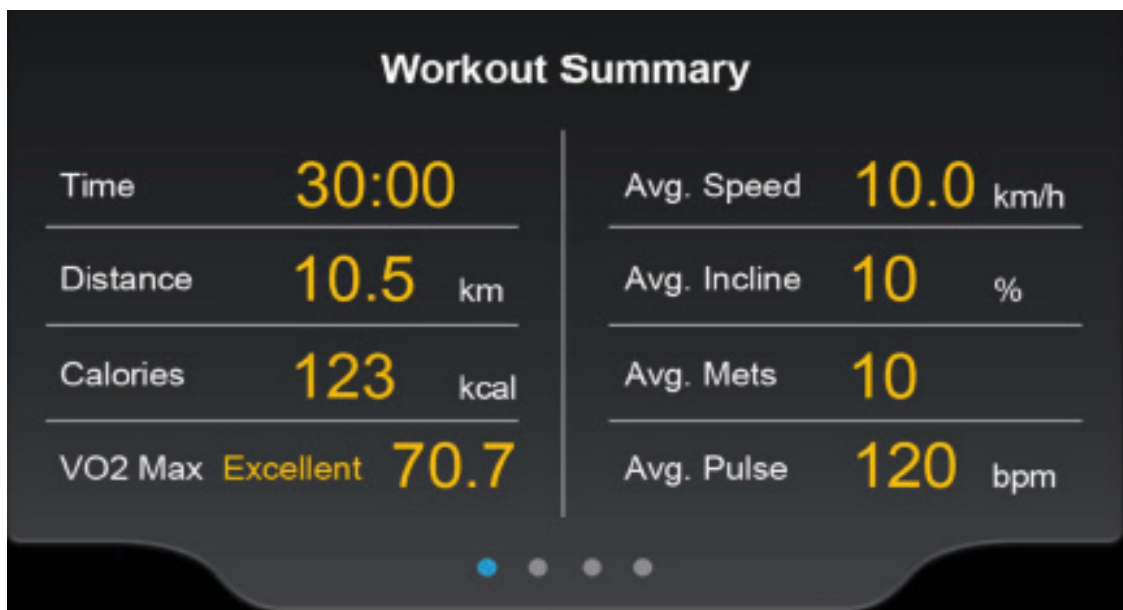 Workout Summary
Time 30:00
Distance 10.5 km
Calories 123 kcal
VO2 Max Excellent 70.7
Avg. Speed 10.0 km/h
Avg. Incline 10 %
Avg. Mets 10
Avg. Pulse 120 bpm